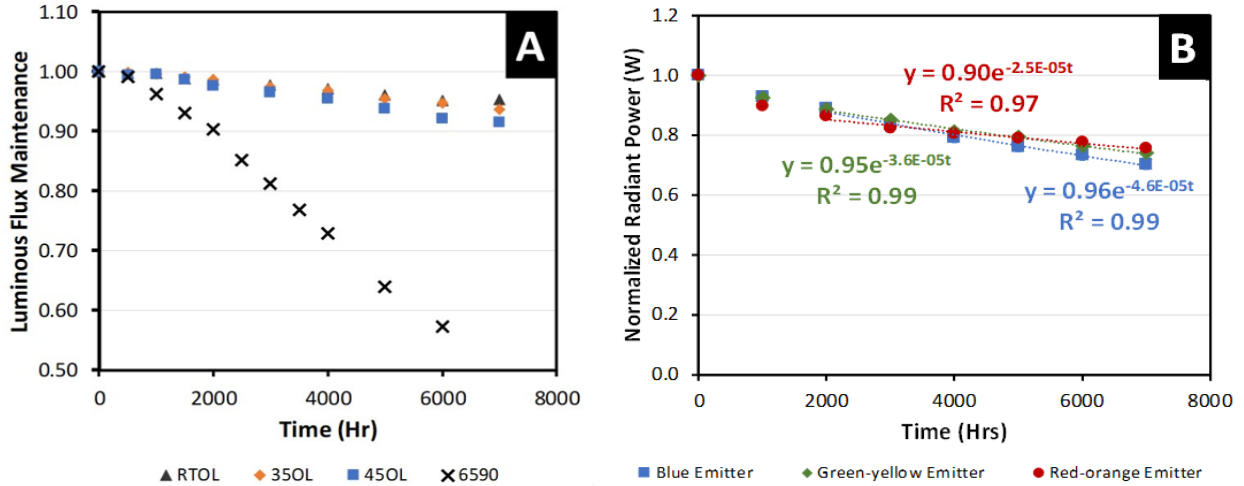 A
Luminous Flux Maintenance
1.10
1.00
0.90
0.80
0.70
0.60
0.50
0
2000
4000
6000
8000
Time (Hr)
RTOL
35OL
45OL
6590
B
Normalized Radiant Power (W)
1.2
1.0
0.8
0.6
0.4
0.2
0.0
y = 0.90e^-2.5E-05t
R² = 0.97
y = 0.95e^-3.6E-05t
R² = 0.99
y = 0.96e^-4.6E-05t
R² = 0.99
0
2000
4000
6000
8000
Time (Hrs)
Blue Emitter
Green-yellow Emitter
Red-orange Emitter